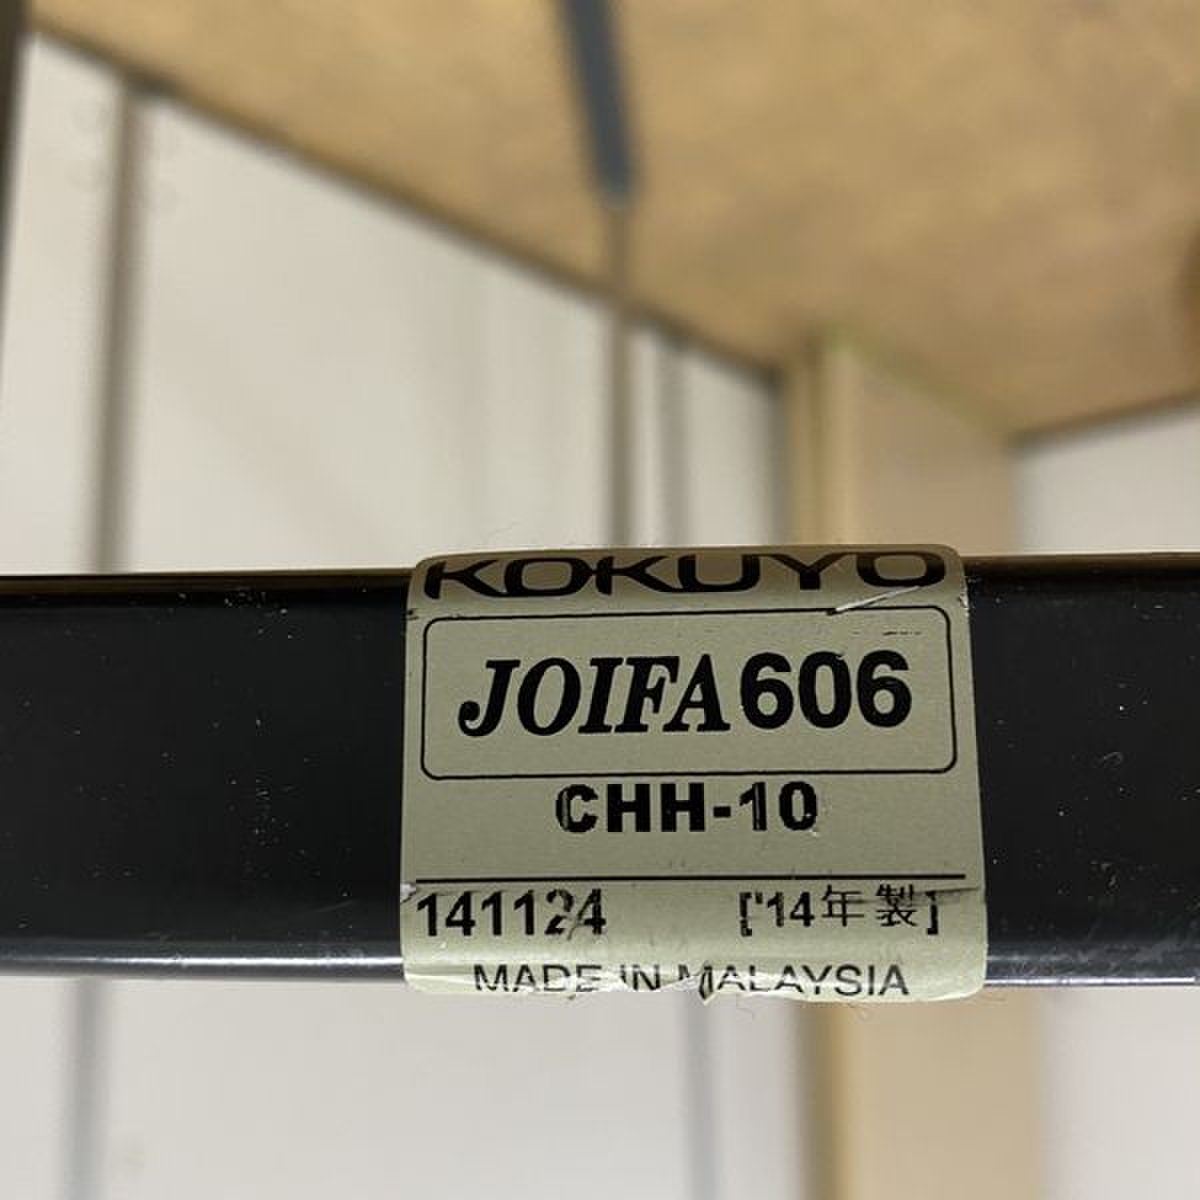 KOKUYO
JOIFA606
CHH-10
141124 ['14年製]
MADE IN MALAYSIA